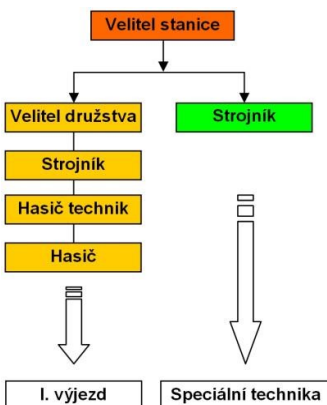 Velitel stanice
Velitel družstva
Strojník
Strojník
Hasič technik
Hasič
I. výjezd
Speciální technika